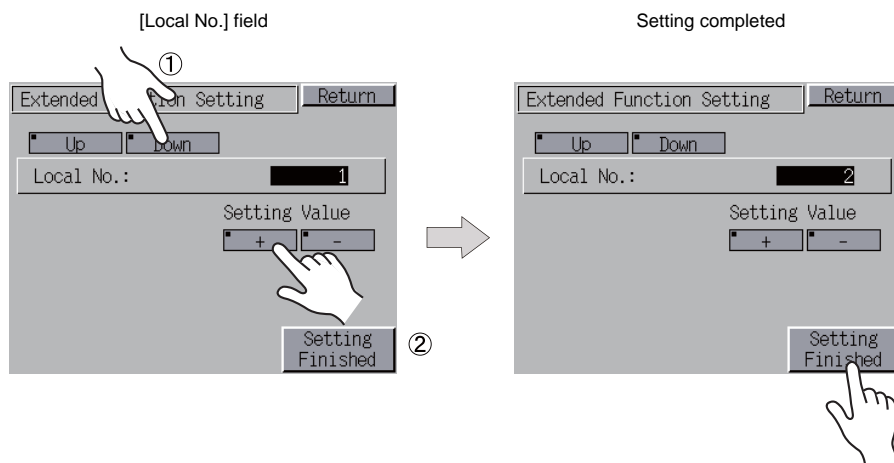 [Local No.] field
①
Extended Function Setting Return
Up Down
Local No.: 1
Setting Value
+ -
Setting
Finished
②
Setting completed
Extended Function Setting Return
Up Down
Local No.: 2
Setting Value
+ -
Setting
Finished